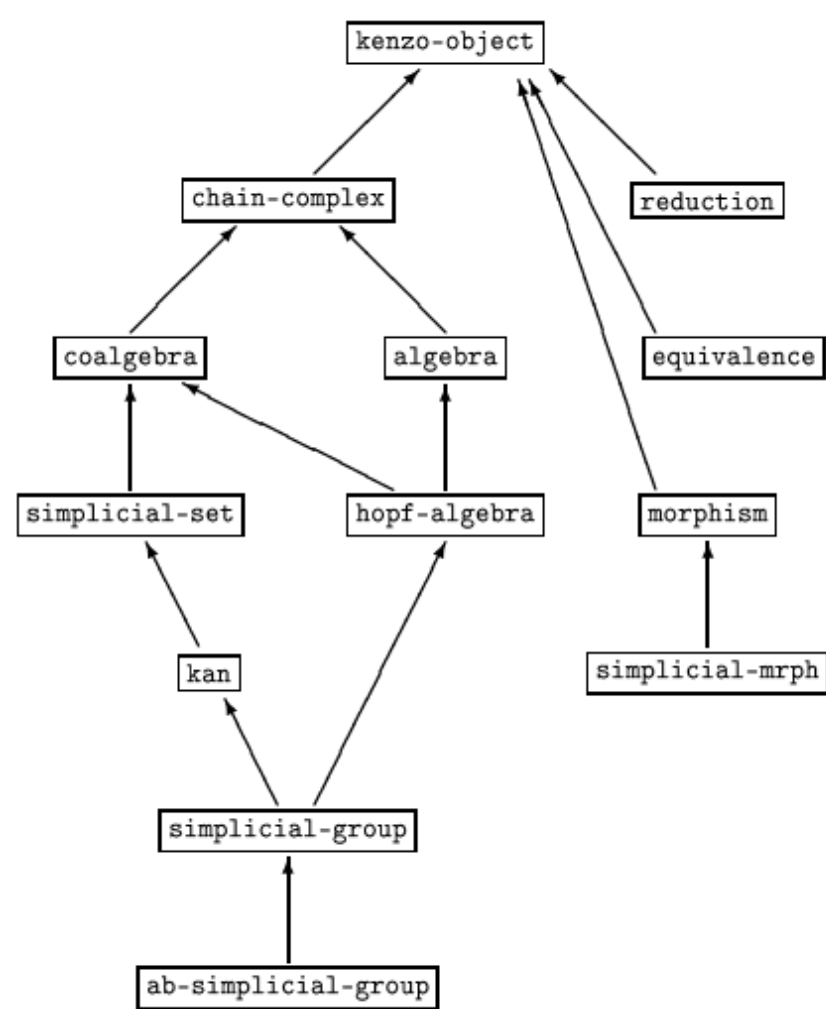 kenzo-object
chain-complex
reduction
coalgebra
algebra
equivalence
simplicial-set
hopf-algebra
morphism
kan
simplicial-mrph
simplicial-group
ab-simplicial-group